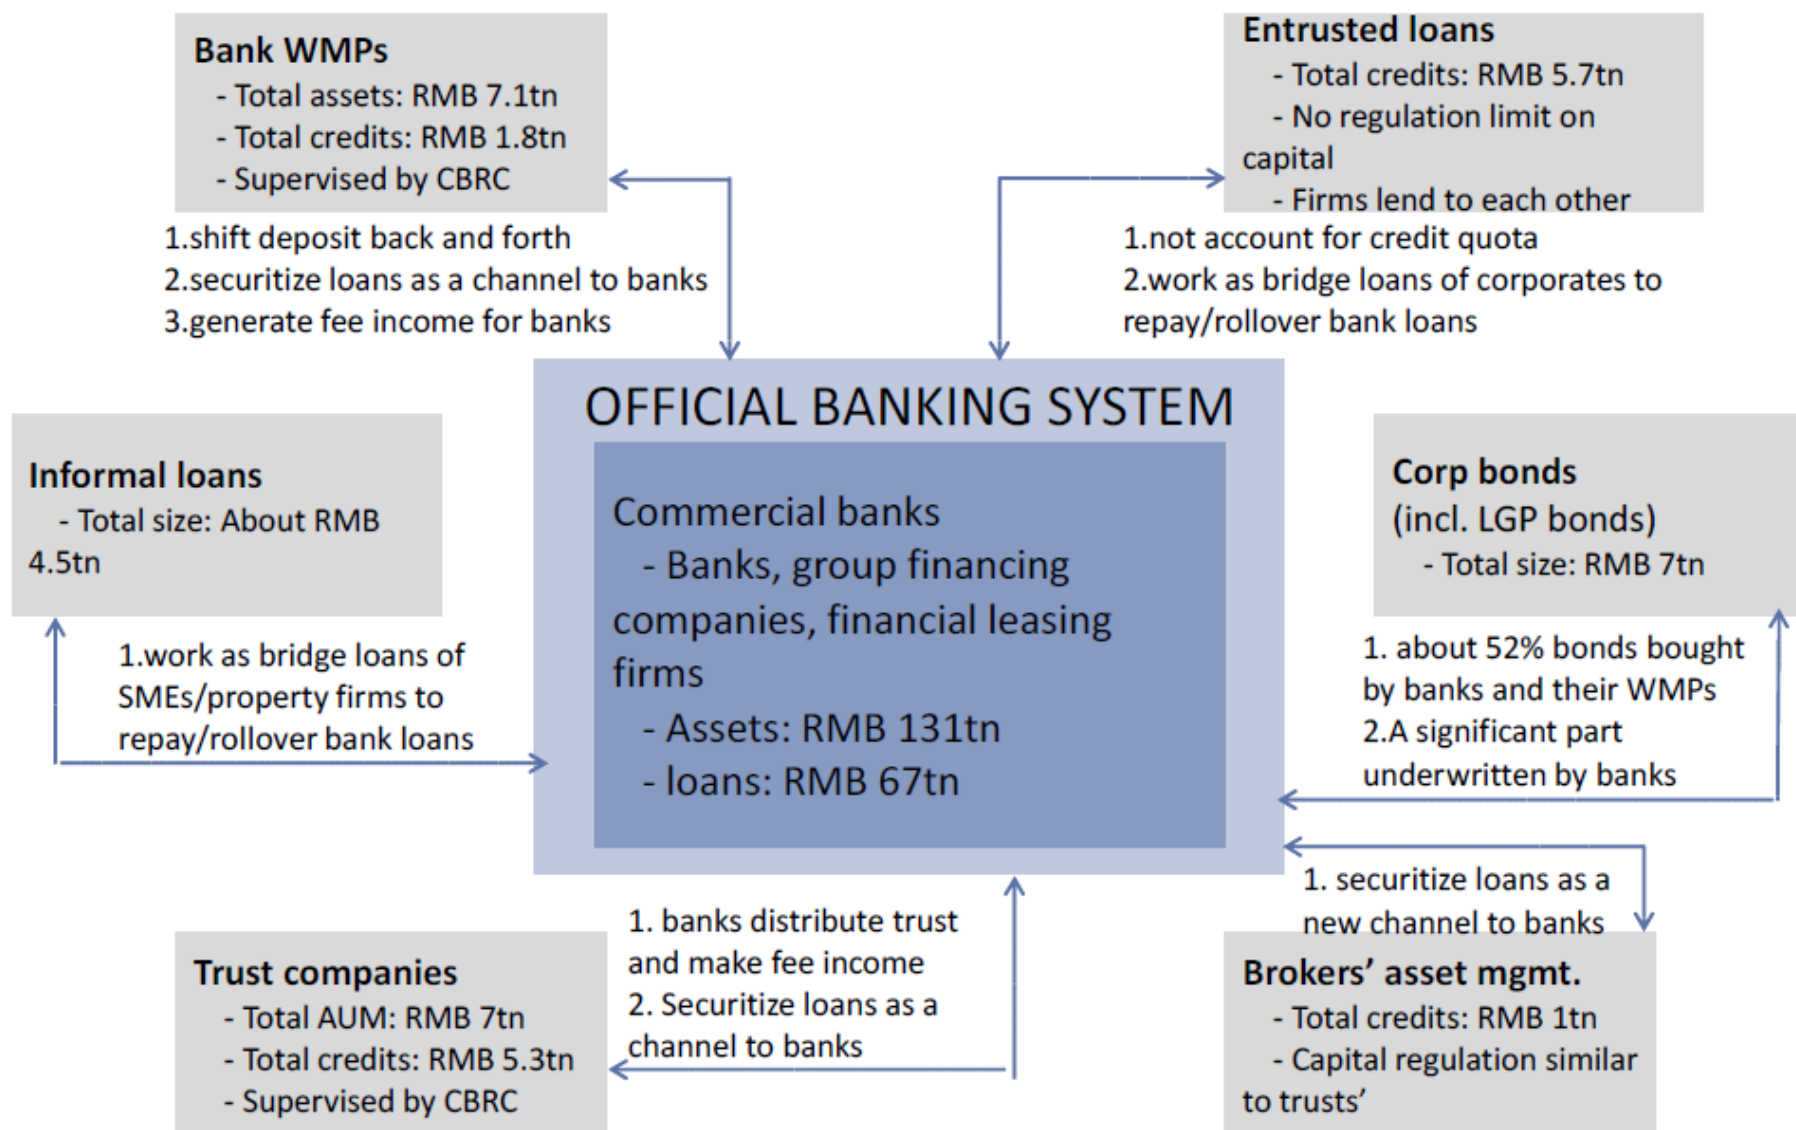 Bank WMPs
- Total assets: RMB 7.1tn
- Total credits: RMB 1.8tn
- Supervised by CBRC
1.shift deposit back and forth
2.securitize loans as a channel to banks
3.generate fee income for banks
Entrusted loans
- Total credits: RMB 5.7tn
- No regulation limit on
capital
- Firms lend to each other
1.not account for credit quota
2.work as bridge loans of corporates to
repay/rollover bank loans
OFFICIAL BANKING SYSTEM
Commercial banks
- Banks, group financing
companies, financial leasing
firms
- Assets: RMB 131tn
- loans: RMB 67tn
Informal loans
- Total size: About RMB
4.5tn
1.work as bridge loans of
SMEs/property firms to
repay/rollover bank loans
Corp bonds
(incl. LGP bonds)
- Total size: RMB 7tn
1. about 52% bonds bought
by banks and their WMPs
2.A significant part
underwritten by banks
Trust companies
- Total AUM: RMB 7tn
- Total credits: RMB 5.3tn
- Supervised by CBRC
1. banks distribute trust
and make fee income
2. Securitize loans as a
channel to banks
1. securitize loans as a
new channel to banks
Brokers’ asset mgmt.
- Total credits: RMB 1tn
- Capital regulation similar
to trusts’